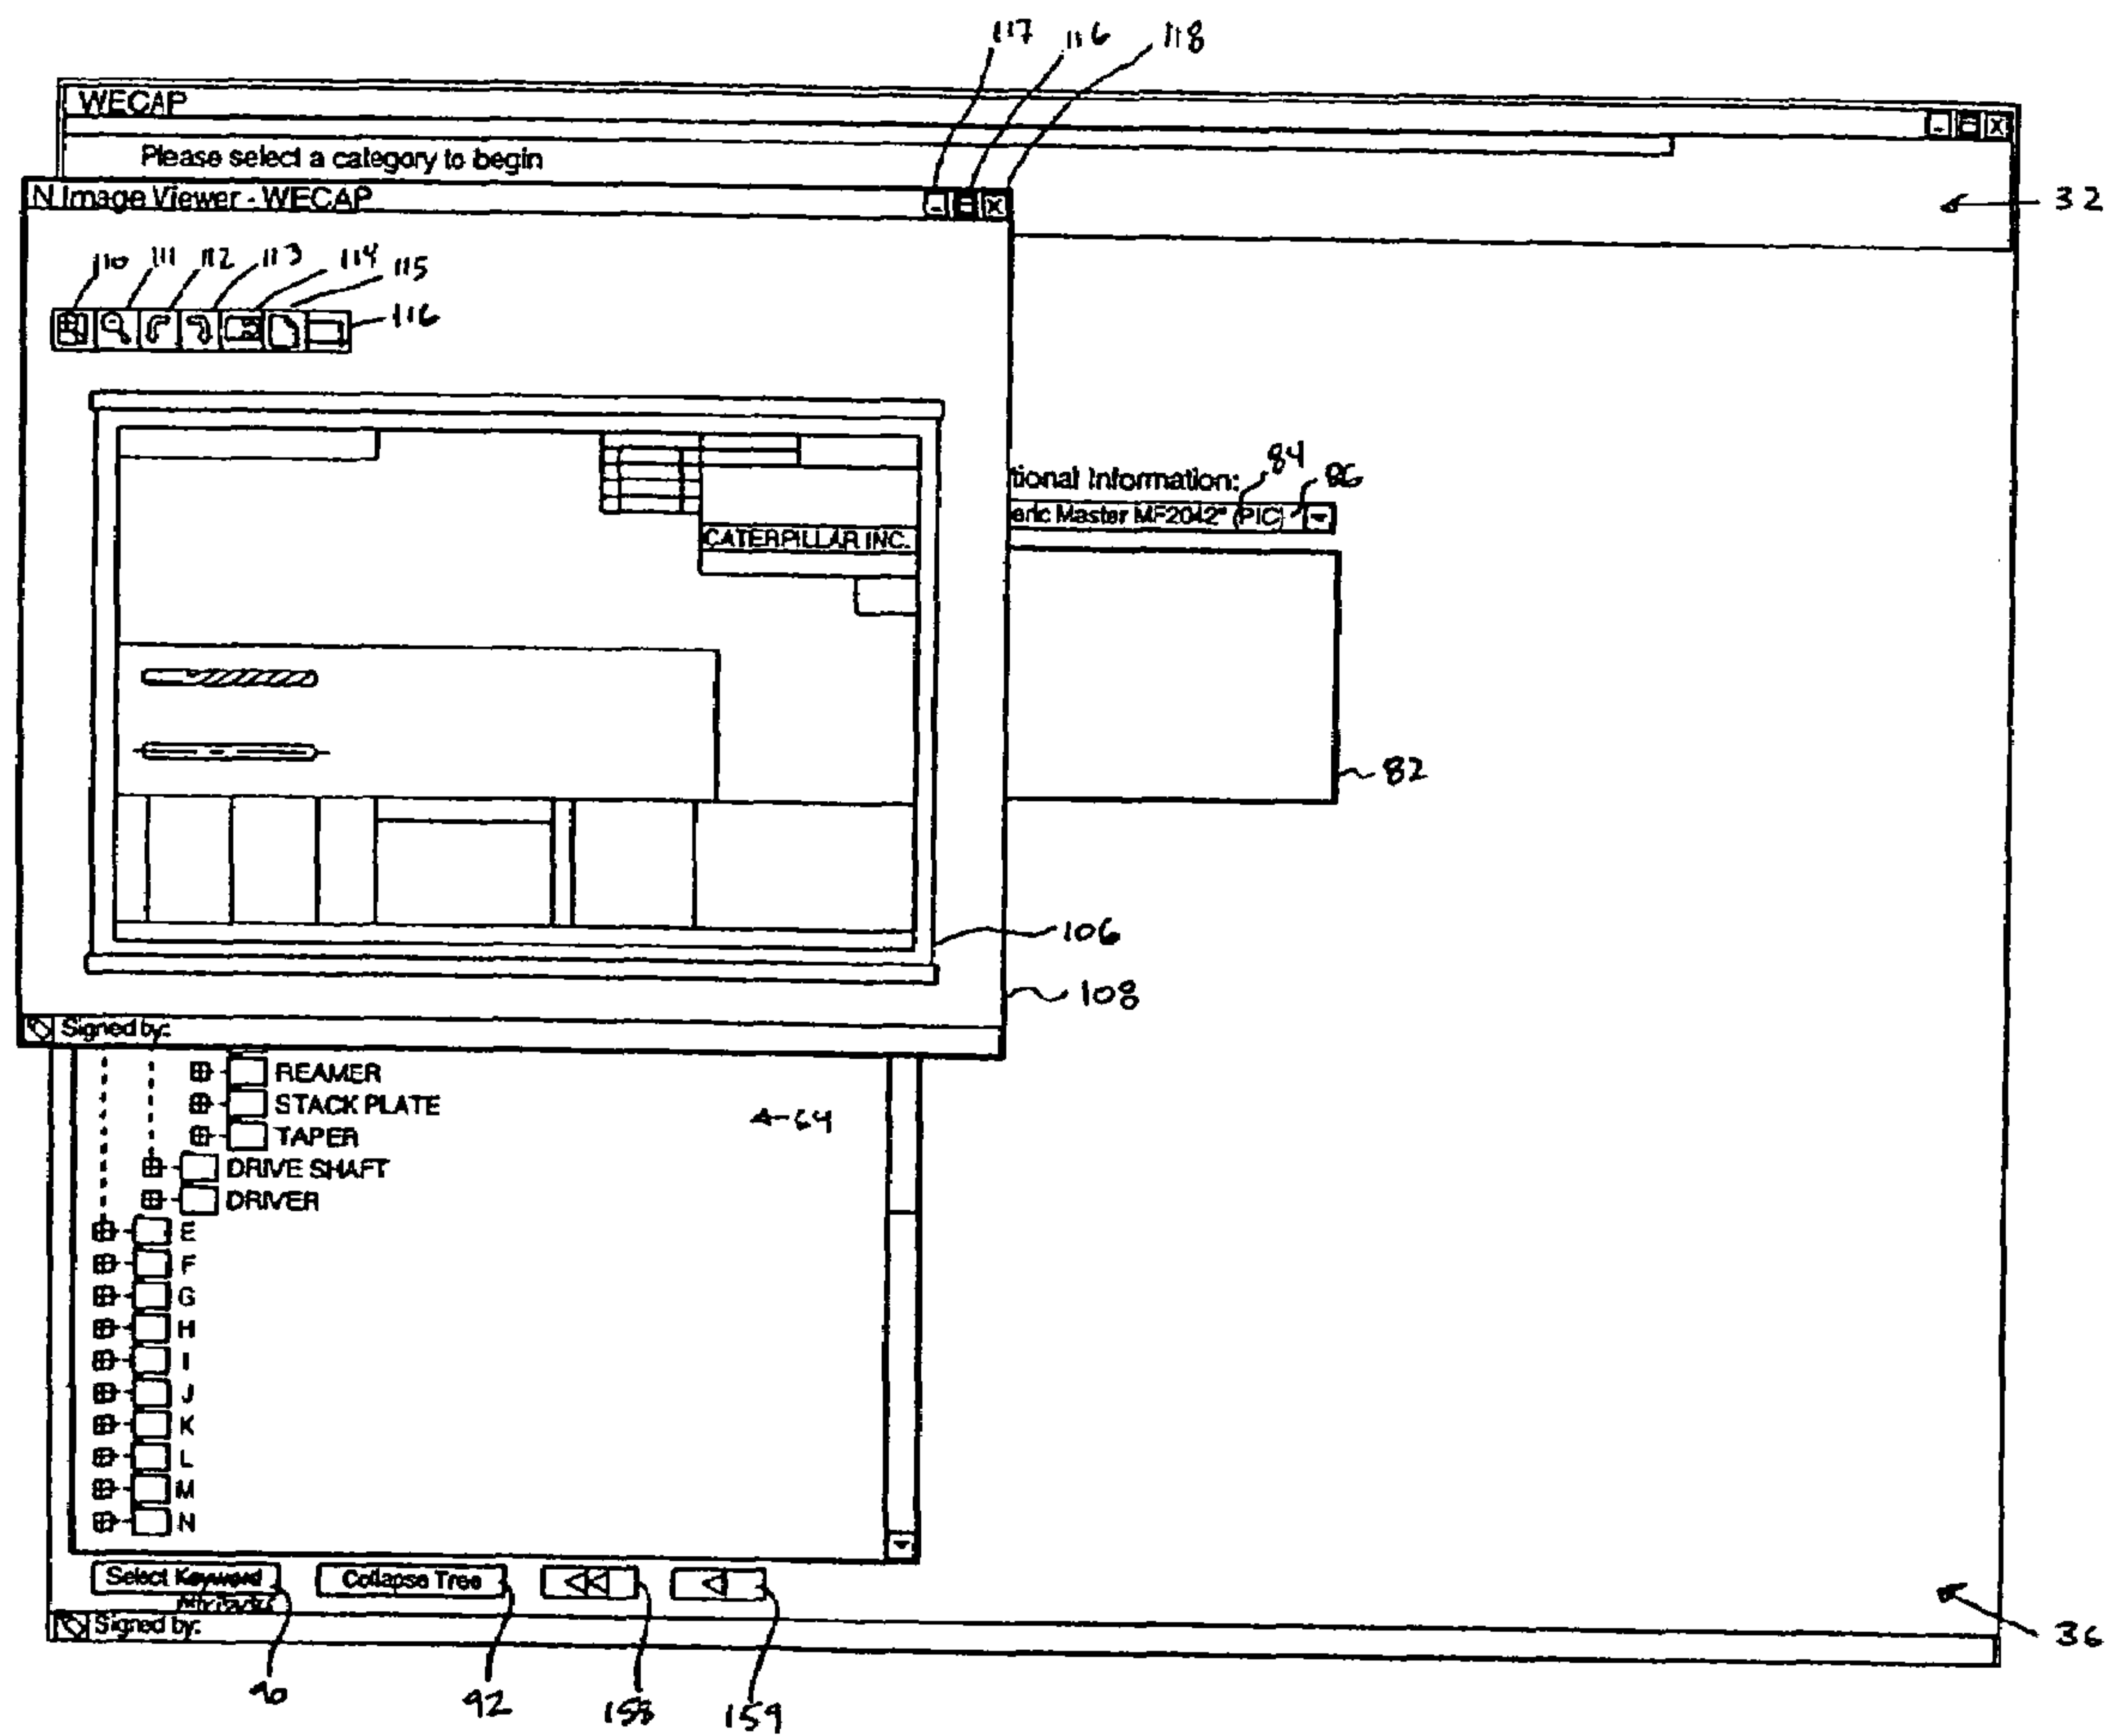 117 116 118
WECAP
Please select a category to begin
N Image Viewer - WECAP
32
110 111 112 113 114 115
116
tional Information: 84 86
eric Master MF2042" (PIC)
CATERPILLAR INC.
82
106
108
Signed by:
REAMER
STACK PLATE
64
TAPER
DRIVE SHAFT
DRIVER
E
F
G
H
I
J
K
L
M
N
Select Keyword Collapse Tree
Signed by:
36
90 92 158 159